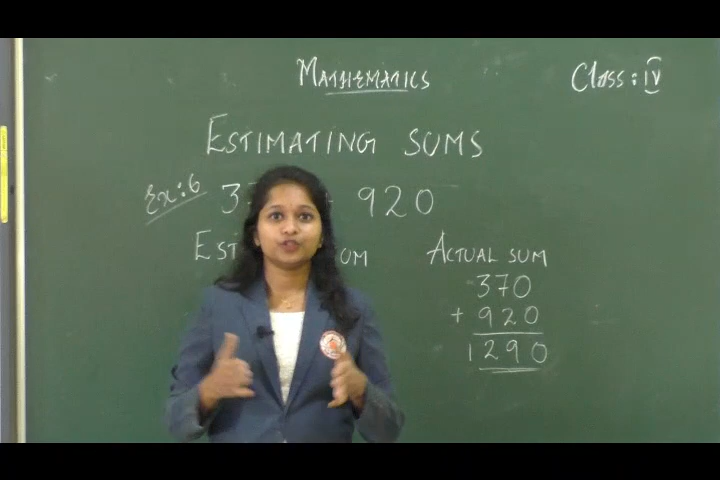 MATHEMATICS
Class: IV
ESTIMATING SUMS
Ex:6 920
ACTUAL SUM
370
+ 920
1290